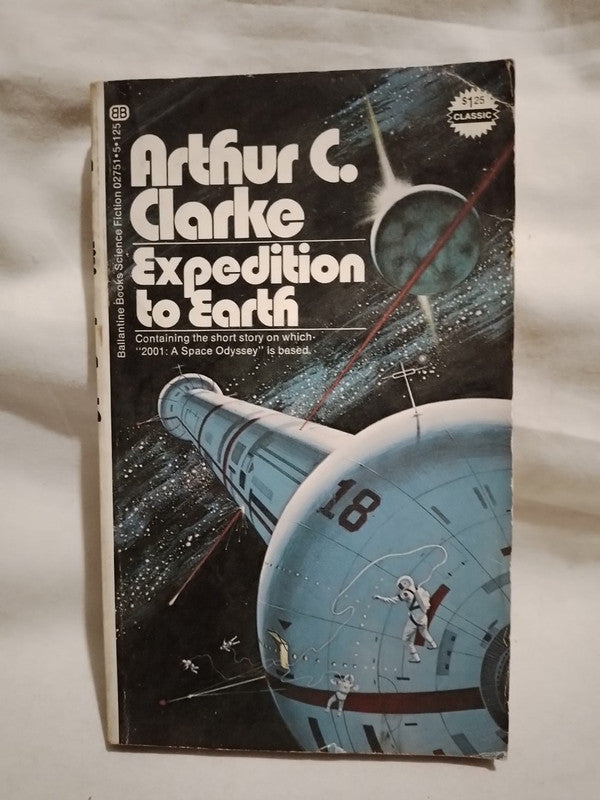 BB
Ballantine Books Science Fiction 02751•5•125
$1.25
CLASSIC
Arthur C.
Clarke
Expedition
to Earth
Containing the short story on which
"2001: A Space Odyssey" is based.
18